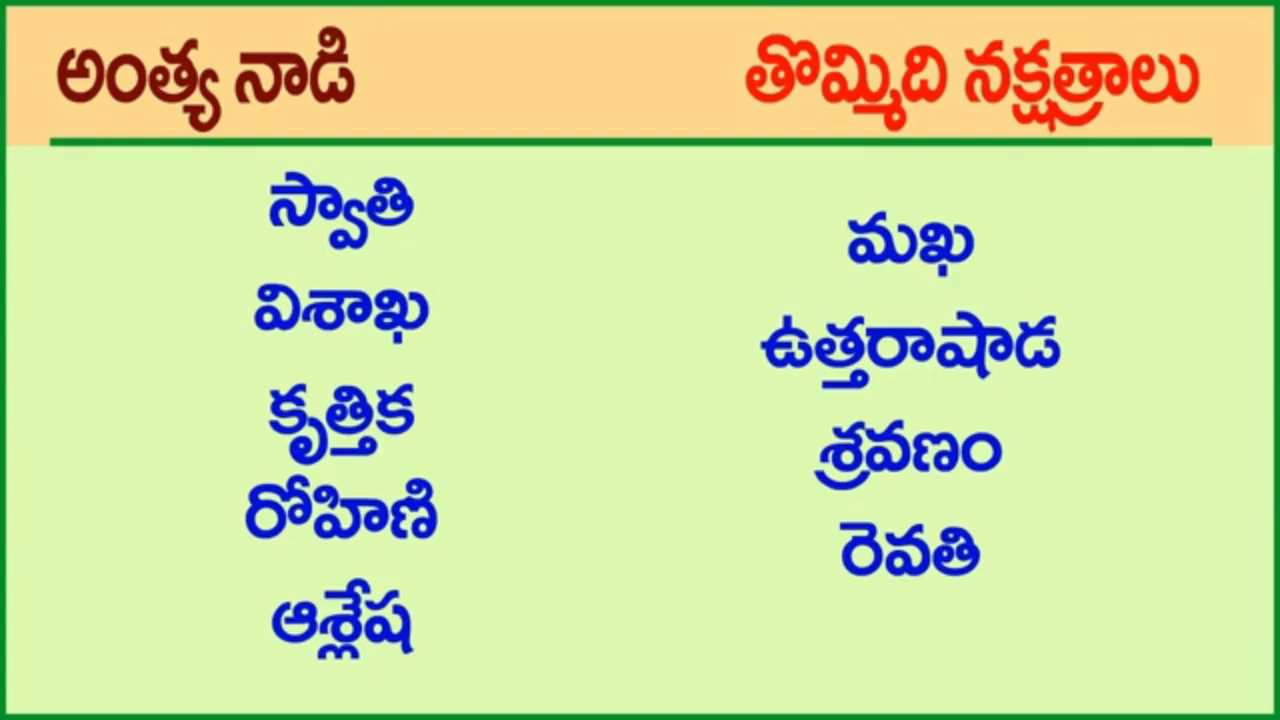 అంత్య నాడి
తొమ్మిది నక్షత్రాలు
స్వాతి
విశాఖ
కృత్తిక
రోహిణి
ఆశ్లేష
మఖ
ఉత్తరాషాడ
శ్రవణం
రెవతి